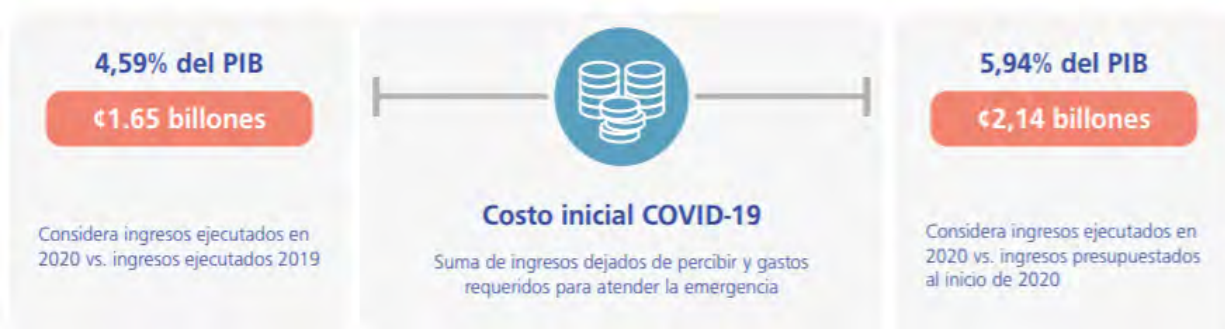 4,59% del PIB
¢1.65 billones
Considera ingresos ejecutados en
2020 vs. ingresos ejecutados 2019
Costo inicial COVID-19
Suma de ingresos dejados de percibir y gastos
requeridos para atender la emergencia
5,94% del PIB
¢2,14 billones
Considera ingresos ejecutados en
2020 vs. ingresos presupuestados
al inicio de 2020